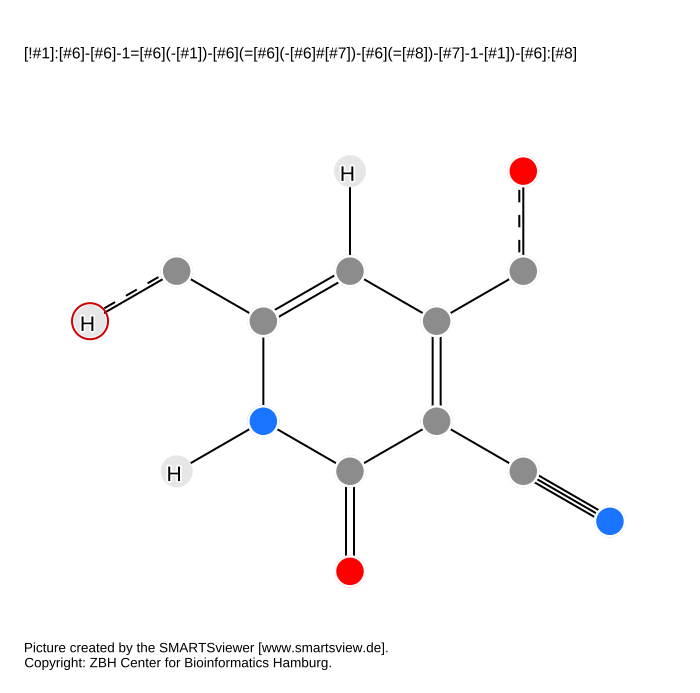 [!#1]:[#6]-[#6]-1=[#6](-[#1])-[#6](=[#6](-[#6]#[#7])-[#6](=[#8])-[#7]-1-[#1])-[#6]:[#8]
H
H
H
Picture created by the SMARTSviewer [www.smartsview.de].
Copyright: ZBH Center for Bioinformatics Hamburg.